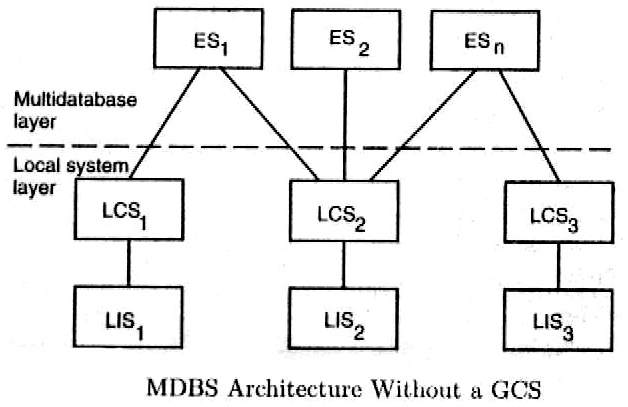 ES₁
ES₂
ESₙ
Multidatabase
layer
Local system
layer
LCS₁
LCS₂
LCS₃
LIS₁
LIS₂
LIS₃
MDBS Architecture Without a GCS